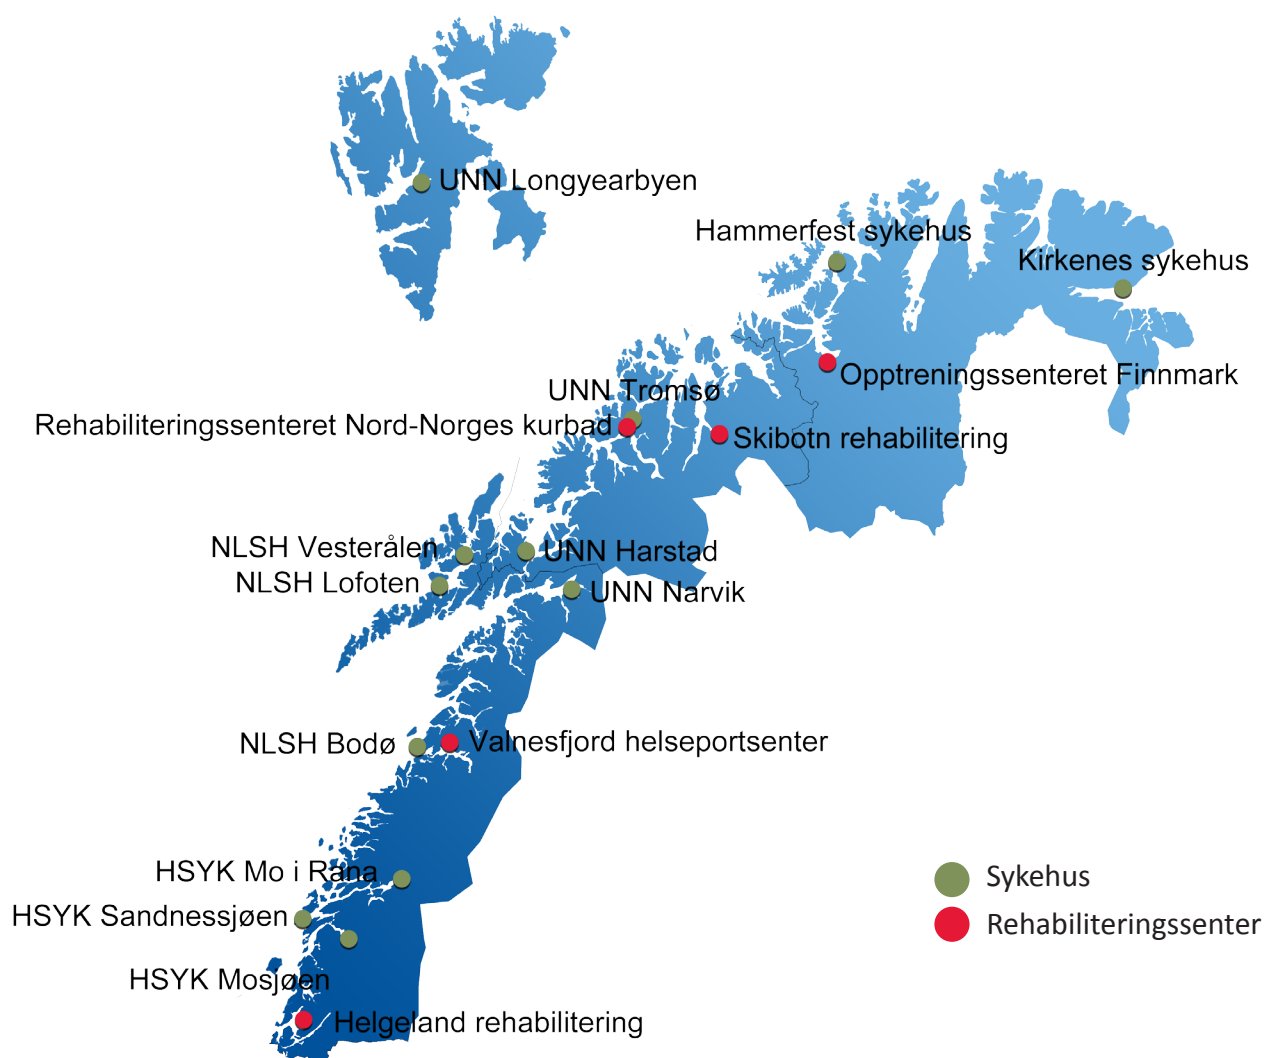 UNN Longyearbyen
Hammerfest sykehus
Kirkenes sykehus
Opptreningssenteret Finnmark
UNN Tromsø
Rehabiliteringssenteret Nord-Norges kurbad
Skibotn rehabilitering
NLSH Vesterålen
UNN Harstad
NLSH Lofoten
UNN Narvik
NLSH Bodø
Valnesfjord helseportsenter
HSYK Mo i Rana
Sykehus
HSYK Sandnessjøen
Rehabiliteringssenter
HSYK Mosjøen
Helgeland rehabilitering